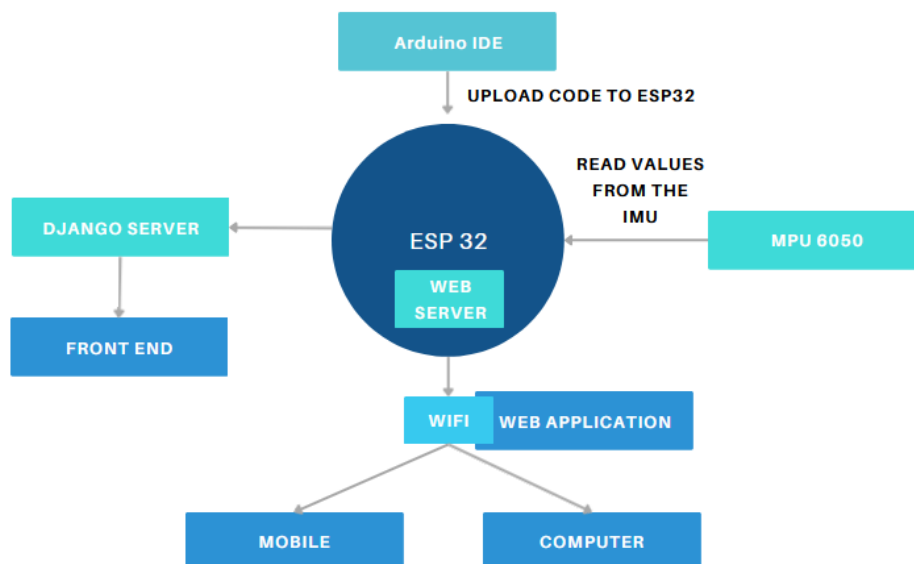 Arduino IDE
UPLOAD CODE TO ESP32
READ VALUES
FROM THE
IMU
DJANGO SERVER
ESP 32
MPU 6050
WEB
SERVER
FRONT END
WIFI
WEB APPLICATION
MOBILE
COMPUTER